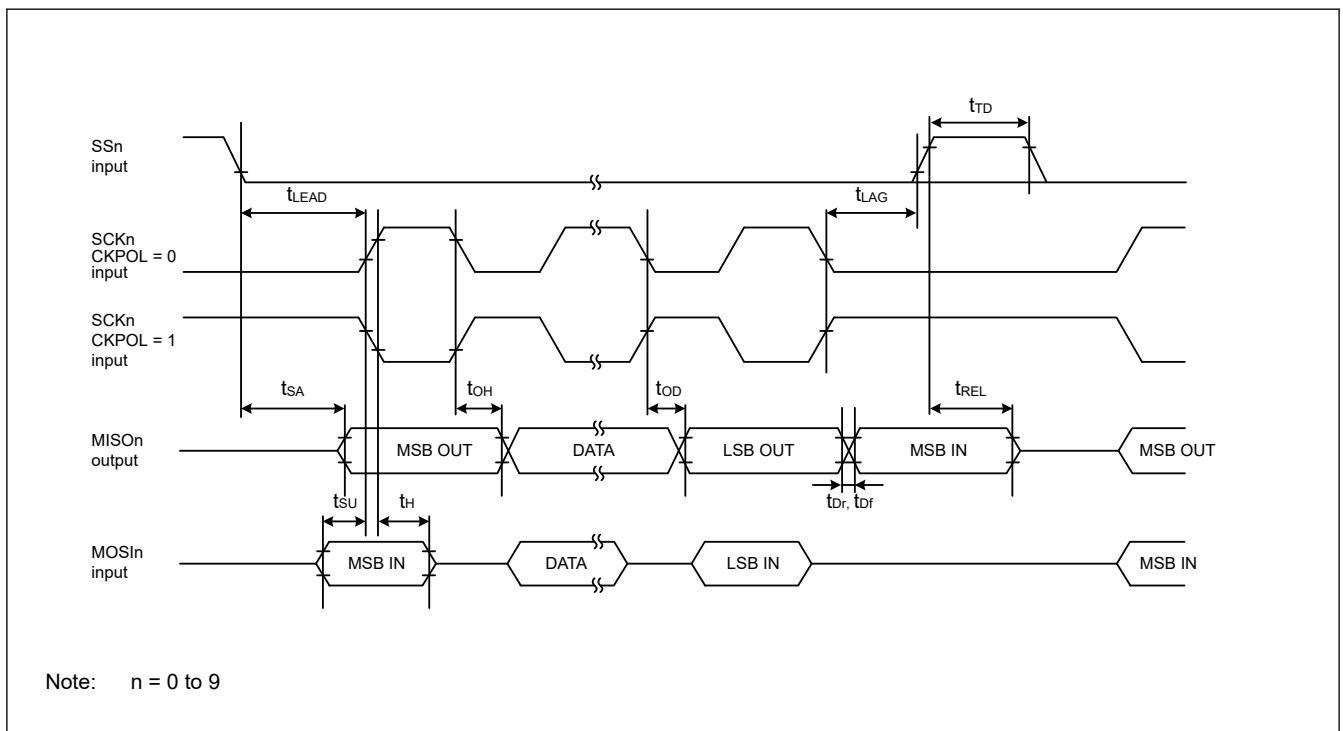 tTD
SSn
input
tLEAD
tLAG
SCKn
CKPOL = 0
input
SCKn
CKPOL = 1
input
tSA
tOH
tOD
tREL
MISOn
output
MSB OUT
DATA
LSB OUT
MSB IN
MSB OUT
tSU
tH
tDr, tDf
MOSIn
input
MSB IN
DATA
LSB IN
MSB IN
Note: n = 0 to 9